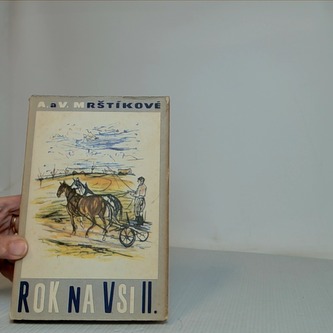 A a V. MRŠTÍKOVÉ
ROK NA VSI II.